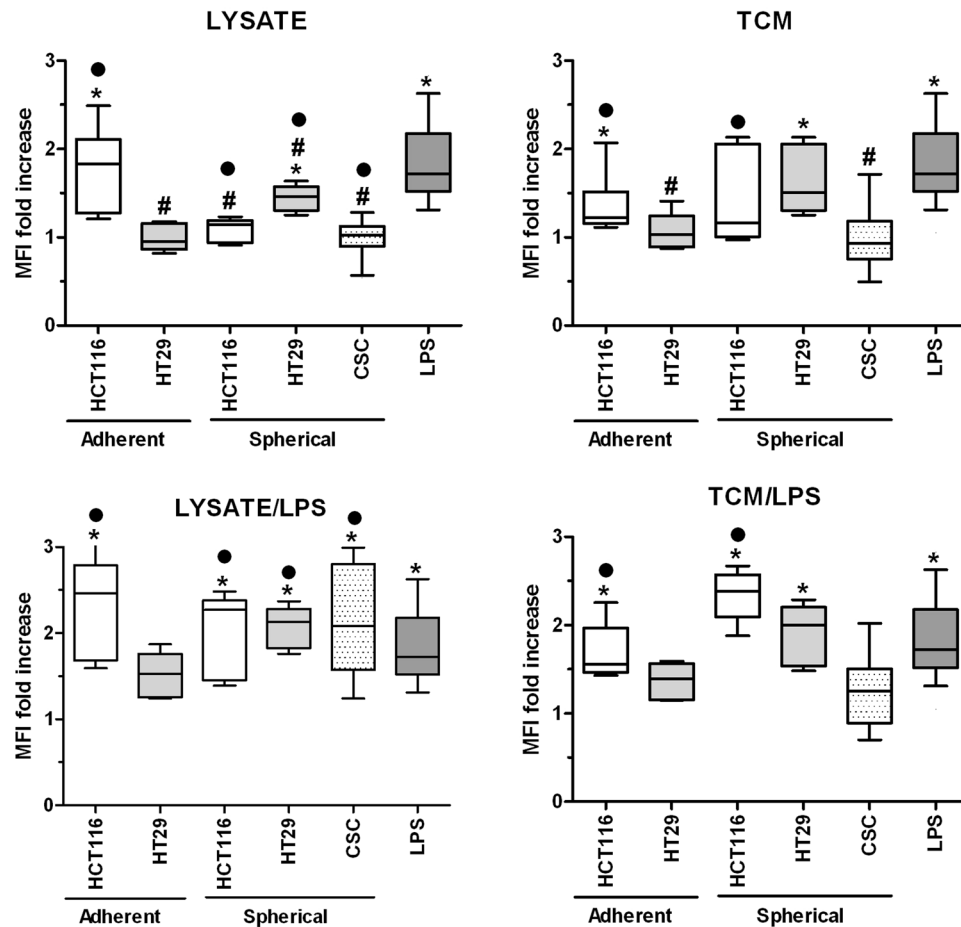 LYSATE
3
2
1
0
MFI fold increase
● ●
* # # # * # ● * 
HCT116
HT29
HCT116
HT29
CSC
LPS
Adherent
Spherical
TCM
3
2
1
0
MFI fold increase
● * # ● * # *
HCT116
HT29
HCT116
HT29
CSC
LPS
Adherent
Spherical
LYSATE/LPS
3
2
1
0
MFI fold increase
● * ● * ● * ● * *
HCT116
HT29
HCT116
HT29
CSC
LPS
Adherent
Spherical
TCM/LPS
3
2
1
0
MFI fold increase
● * ● * * *
HCT116
HT29
HCT116
HT29
CSC
LPS
Adherent
Spherical